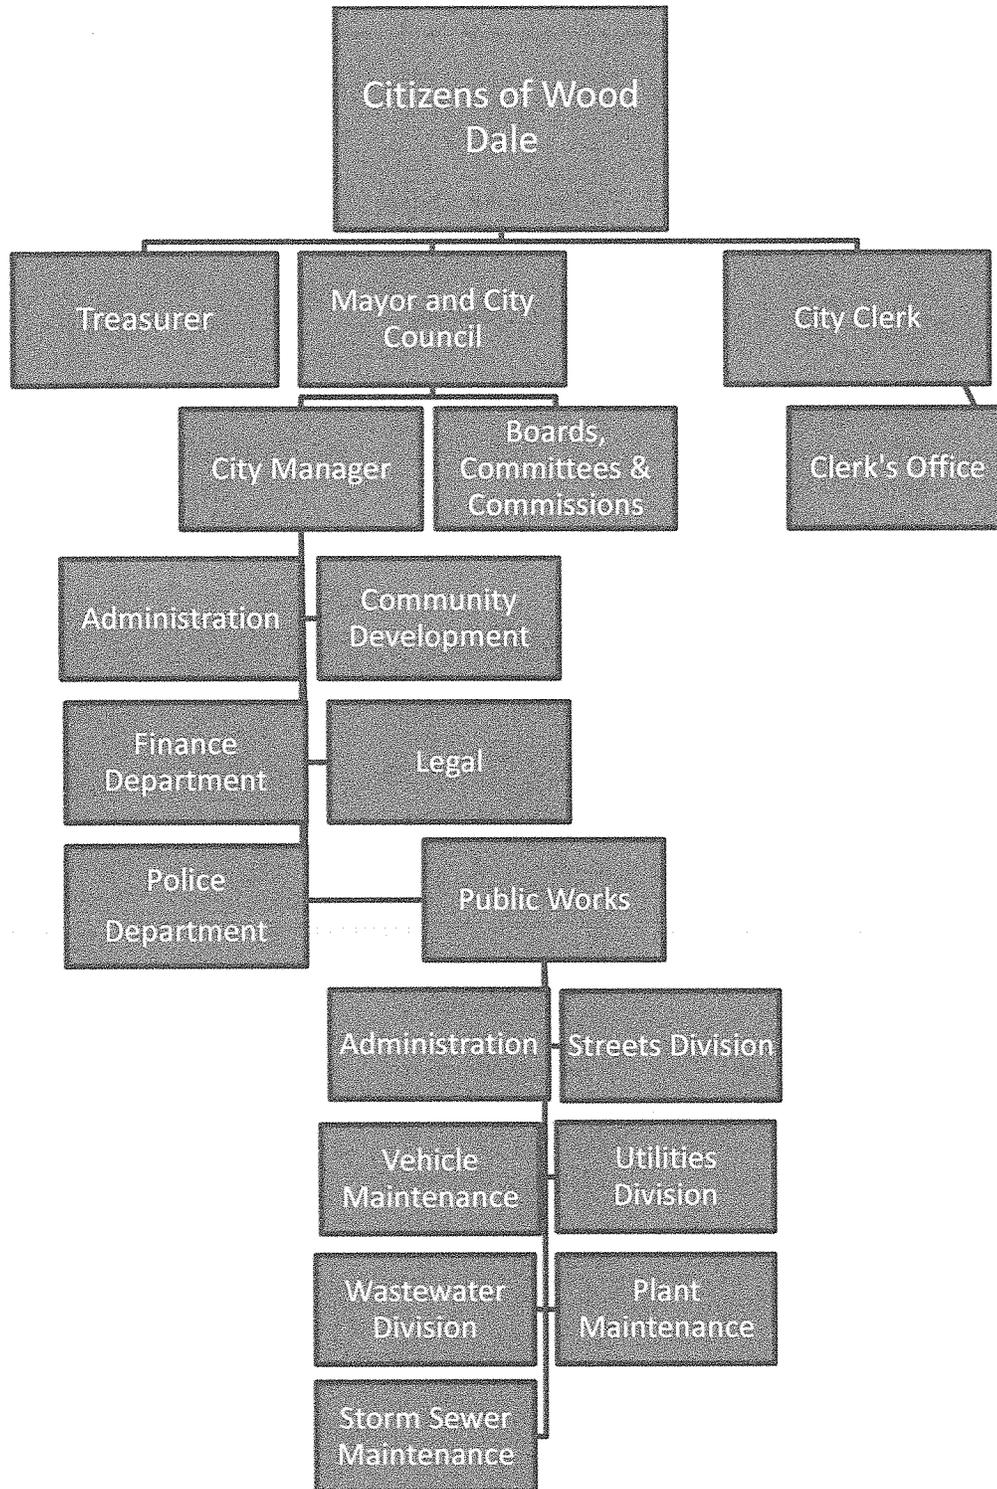 Citizens of Wood
Dale
Treasurer
Mayor and City
Council
City Clerk
City Manager
Boards,
Committees &
Commissions
Clerk's Office
Administration
Community
Development
Finance
Department
Legal
Police
Department
Public Works
Administration
Streets Division
Vehicle
Maintenance
Utilities
Division
Wastewater
Division
Plant
Maintenance
Storm Sewer
Maintenance